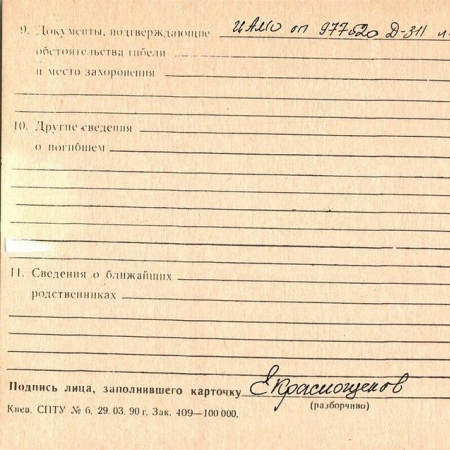 9. Документы, подтверждающие ЦАМО оп 977520 Д-311 л.
обстоятельства гибели
и место захоронения
10. Другие сведения
о погибшем
11. Сведения о ближайших
родственниках
Подпись лица, заполнившего карточку ЕКраснощеков
(разборчиво)
Киев. СПТУ № 6, 29. 03. 90 г. Зак. 409—100 000.